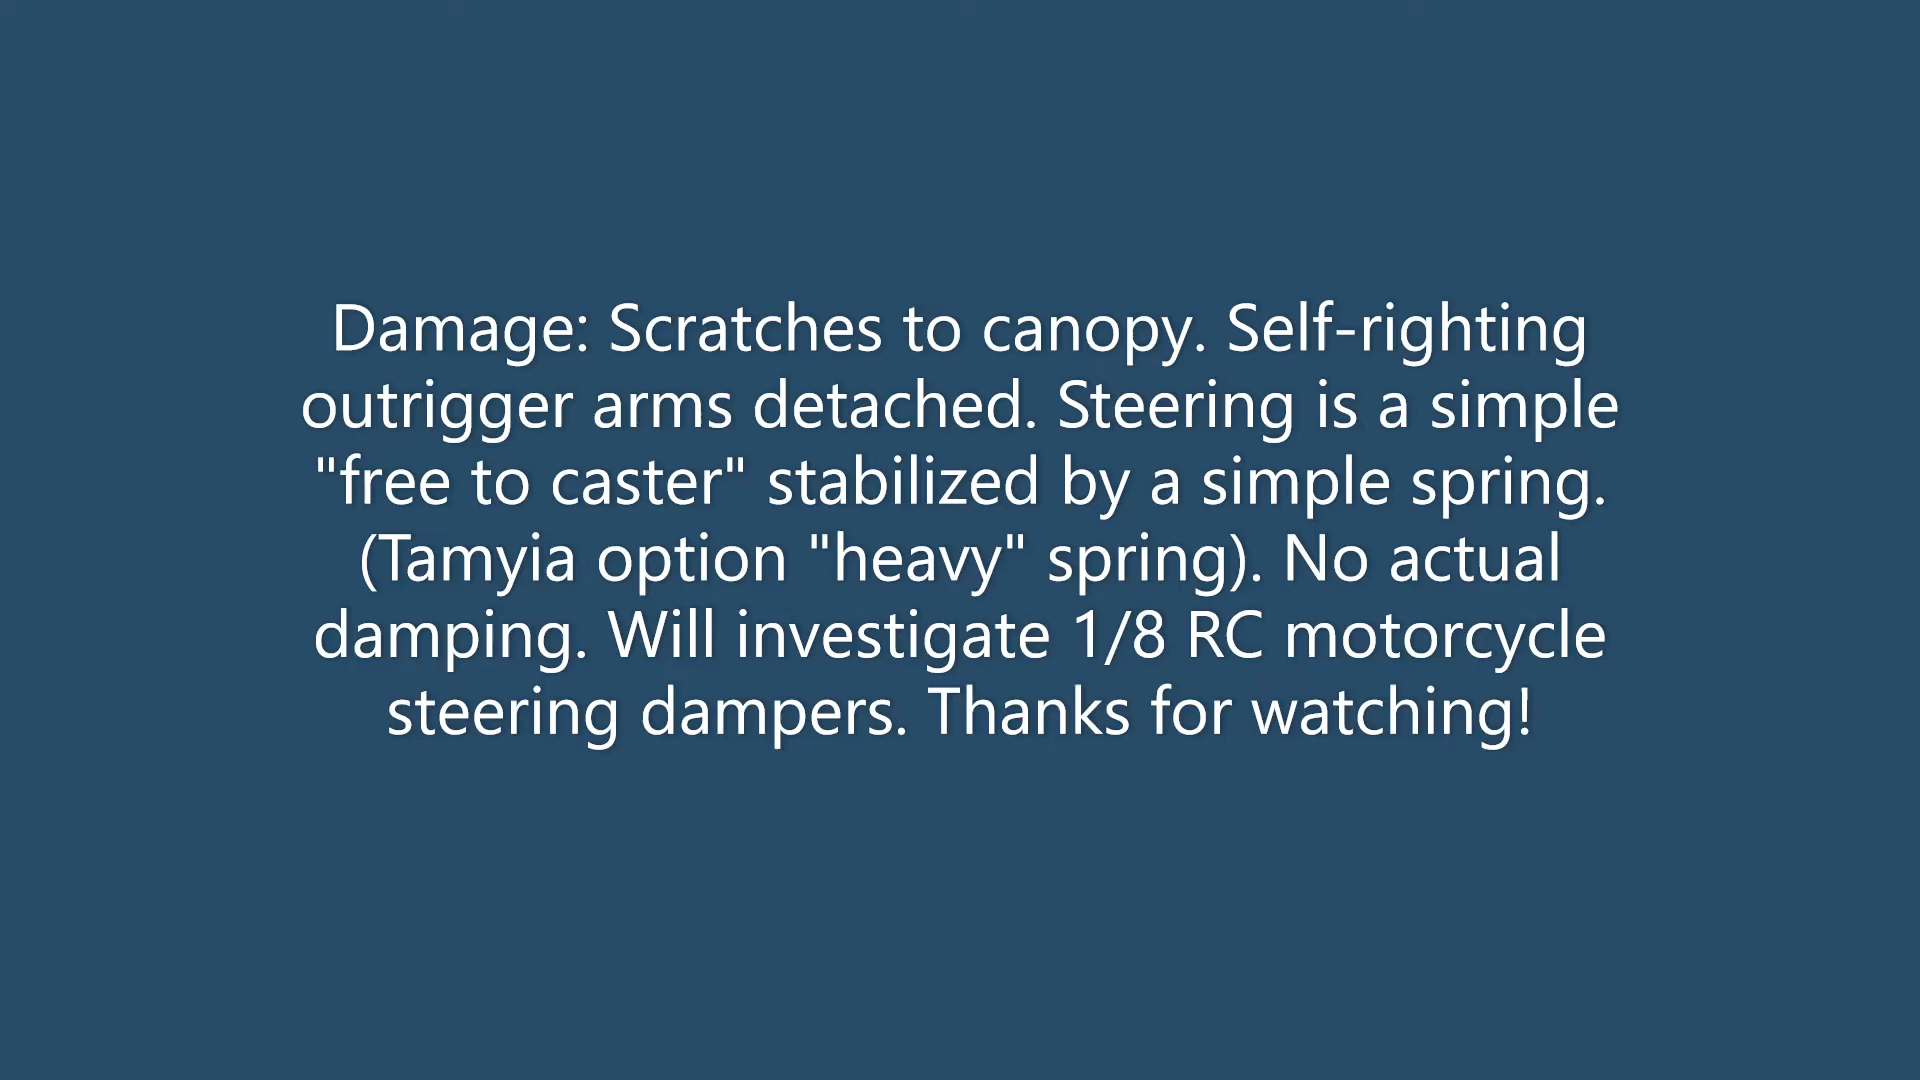 Damage: Scratches to canopy. Self-righting
outrigger arms detached. Steering is a simple
"free to caster" stabilized by a simple spring.
(Tamyia option "heavy" spring). No actual
damping. Will investigate 1/8 RC motorcycle
steering dampers. Thanks for watching!